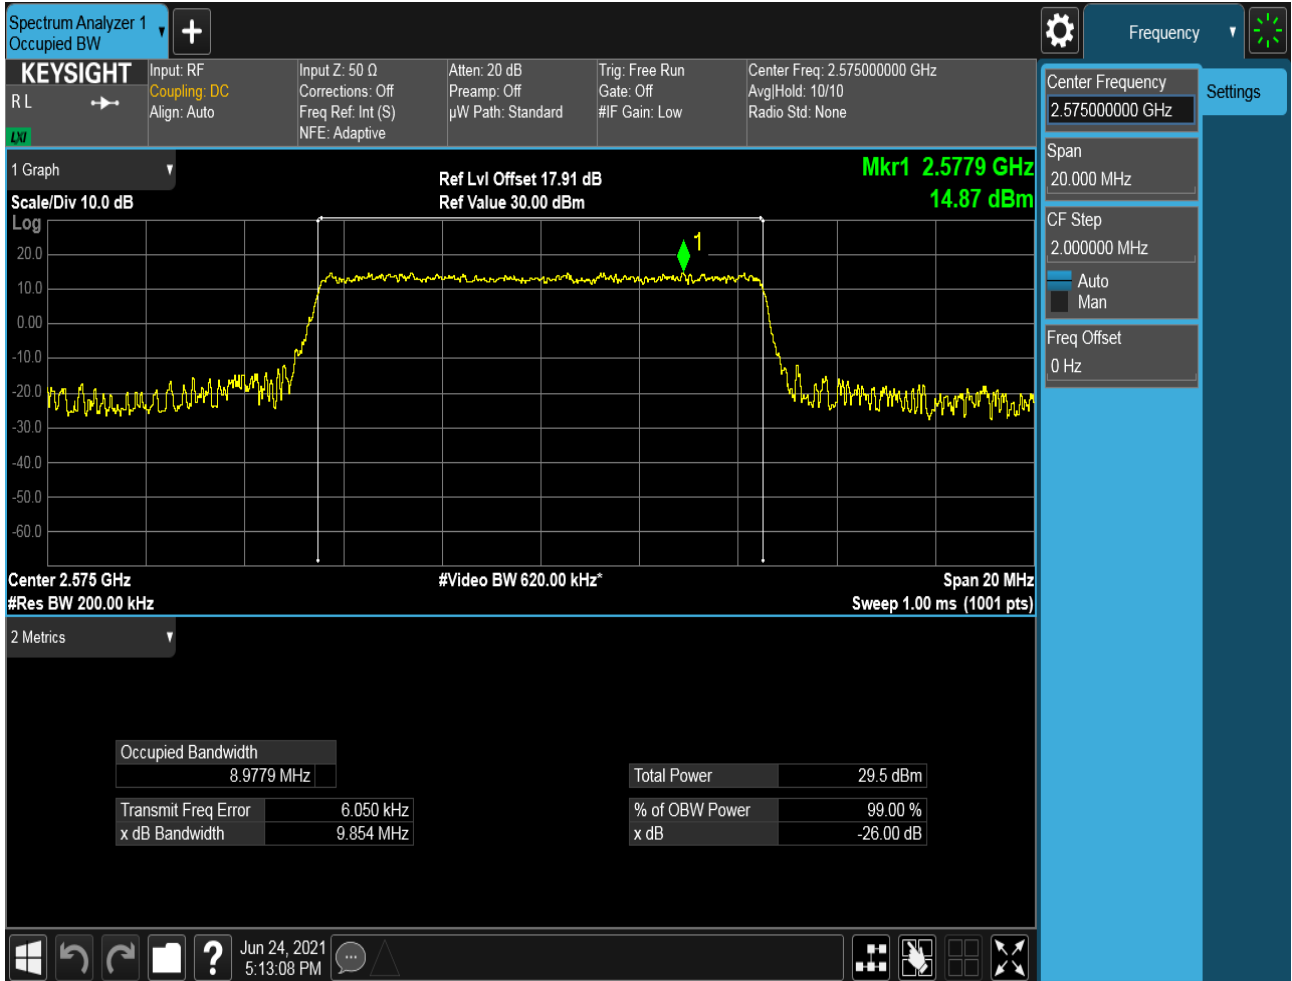 Spectrum Analyzer 1
Occupied BW
Frequency
KEYSIGHT
R L
LXI
Input: RF
Coupling: DC
Align: Auto
Input Z: 50 Ω
Corrections: Off
Freq Ref: Int (S)
NFE: Adaptive
Atten: 20 dB
Preamp: Off
µW Path: Standard
Trig: Free Run
Gate: Off
#IF Gain: Low
Center Freq: 2.575000000 GHz
Avg|Hold: 10/10
Radio Std: None
Center Frequency
2.575000000 GHz
Settings
Span
20.000 MHz
CF Step
2.000000 MHz
Auto
Man
Freq Offset
0 Hz
1 Graph
Scale/Div 10.0 dB
Ref Lvl Offset 17.91 dB
Ref Value 30.00 dBm
Mkr1 2.5779 GHz
14.87 dBm
Log
20.0
10.0
0.00
-10.0
-20.0
-30.0
-40.0
-50.0
-60.0
1
Center 2.575 GHz
#Video BW 620.00 kHz*
Span 20 MHz
#Res BW 200.00 kHz
Sweep 1.00 ms (1001 pts)
2 Metrics
Occupied Bandwidth
8.9779 MHz
Total Power 29.5 dBm
Transmit Freq Error 6.050 kHz
% of OBW Power 99.00 %
x dB Bandwidth 9.854 MHz
x dB -26.00 dB
?
Jun 24, 2021
5:13:08 PM